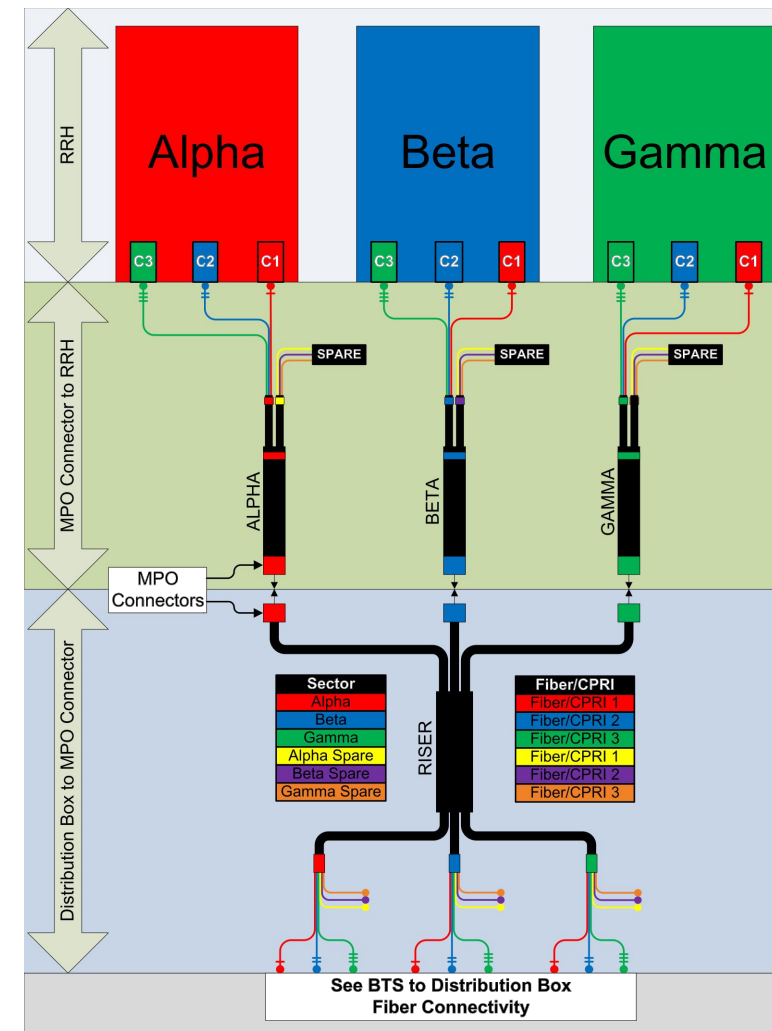 RRH
Alpha
Beta
Gamma
C3
C2
C1
C3
C2
C1
C3
C2
C1
MPO Connector to RRH
SPARE
SPARE
SPARE
ALPHA
BETA
GAMMA
MPO
Connectors
Distribution Box to MPO Connector
Sector
Alpha
Beta
Gamma
Alpha Spare
Beta Spare
Gamma Spare
RISER
Fiber/CPRI
Fiber/CPRI 1
Fiber/CPRI 2
Fiber/CPRI 3
Fiber/CPRI 1
Fiber/CPRI 2
Fiber/CPRI 3
See BTS to Distribution Box
Fiber Connectivity